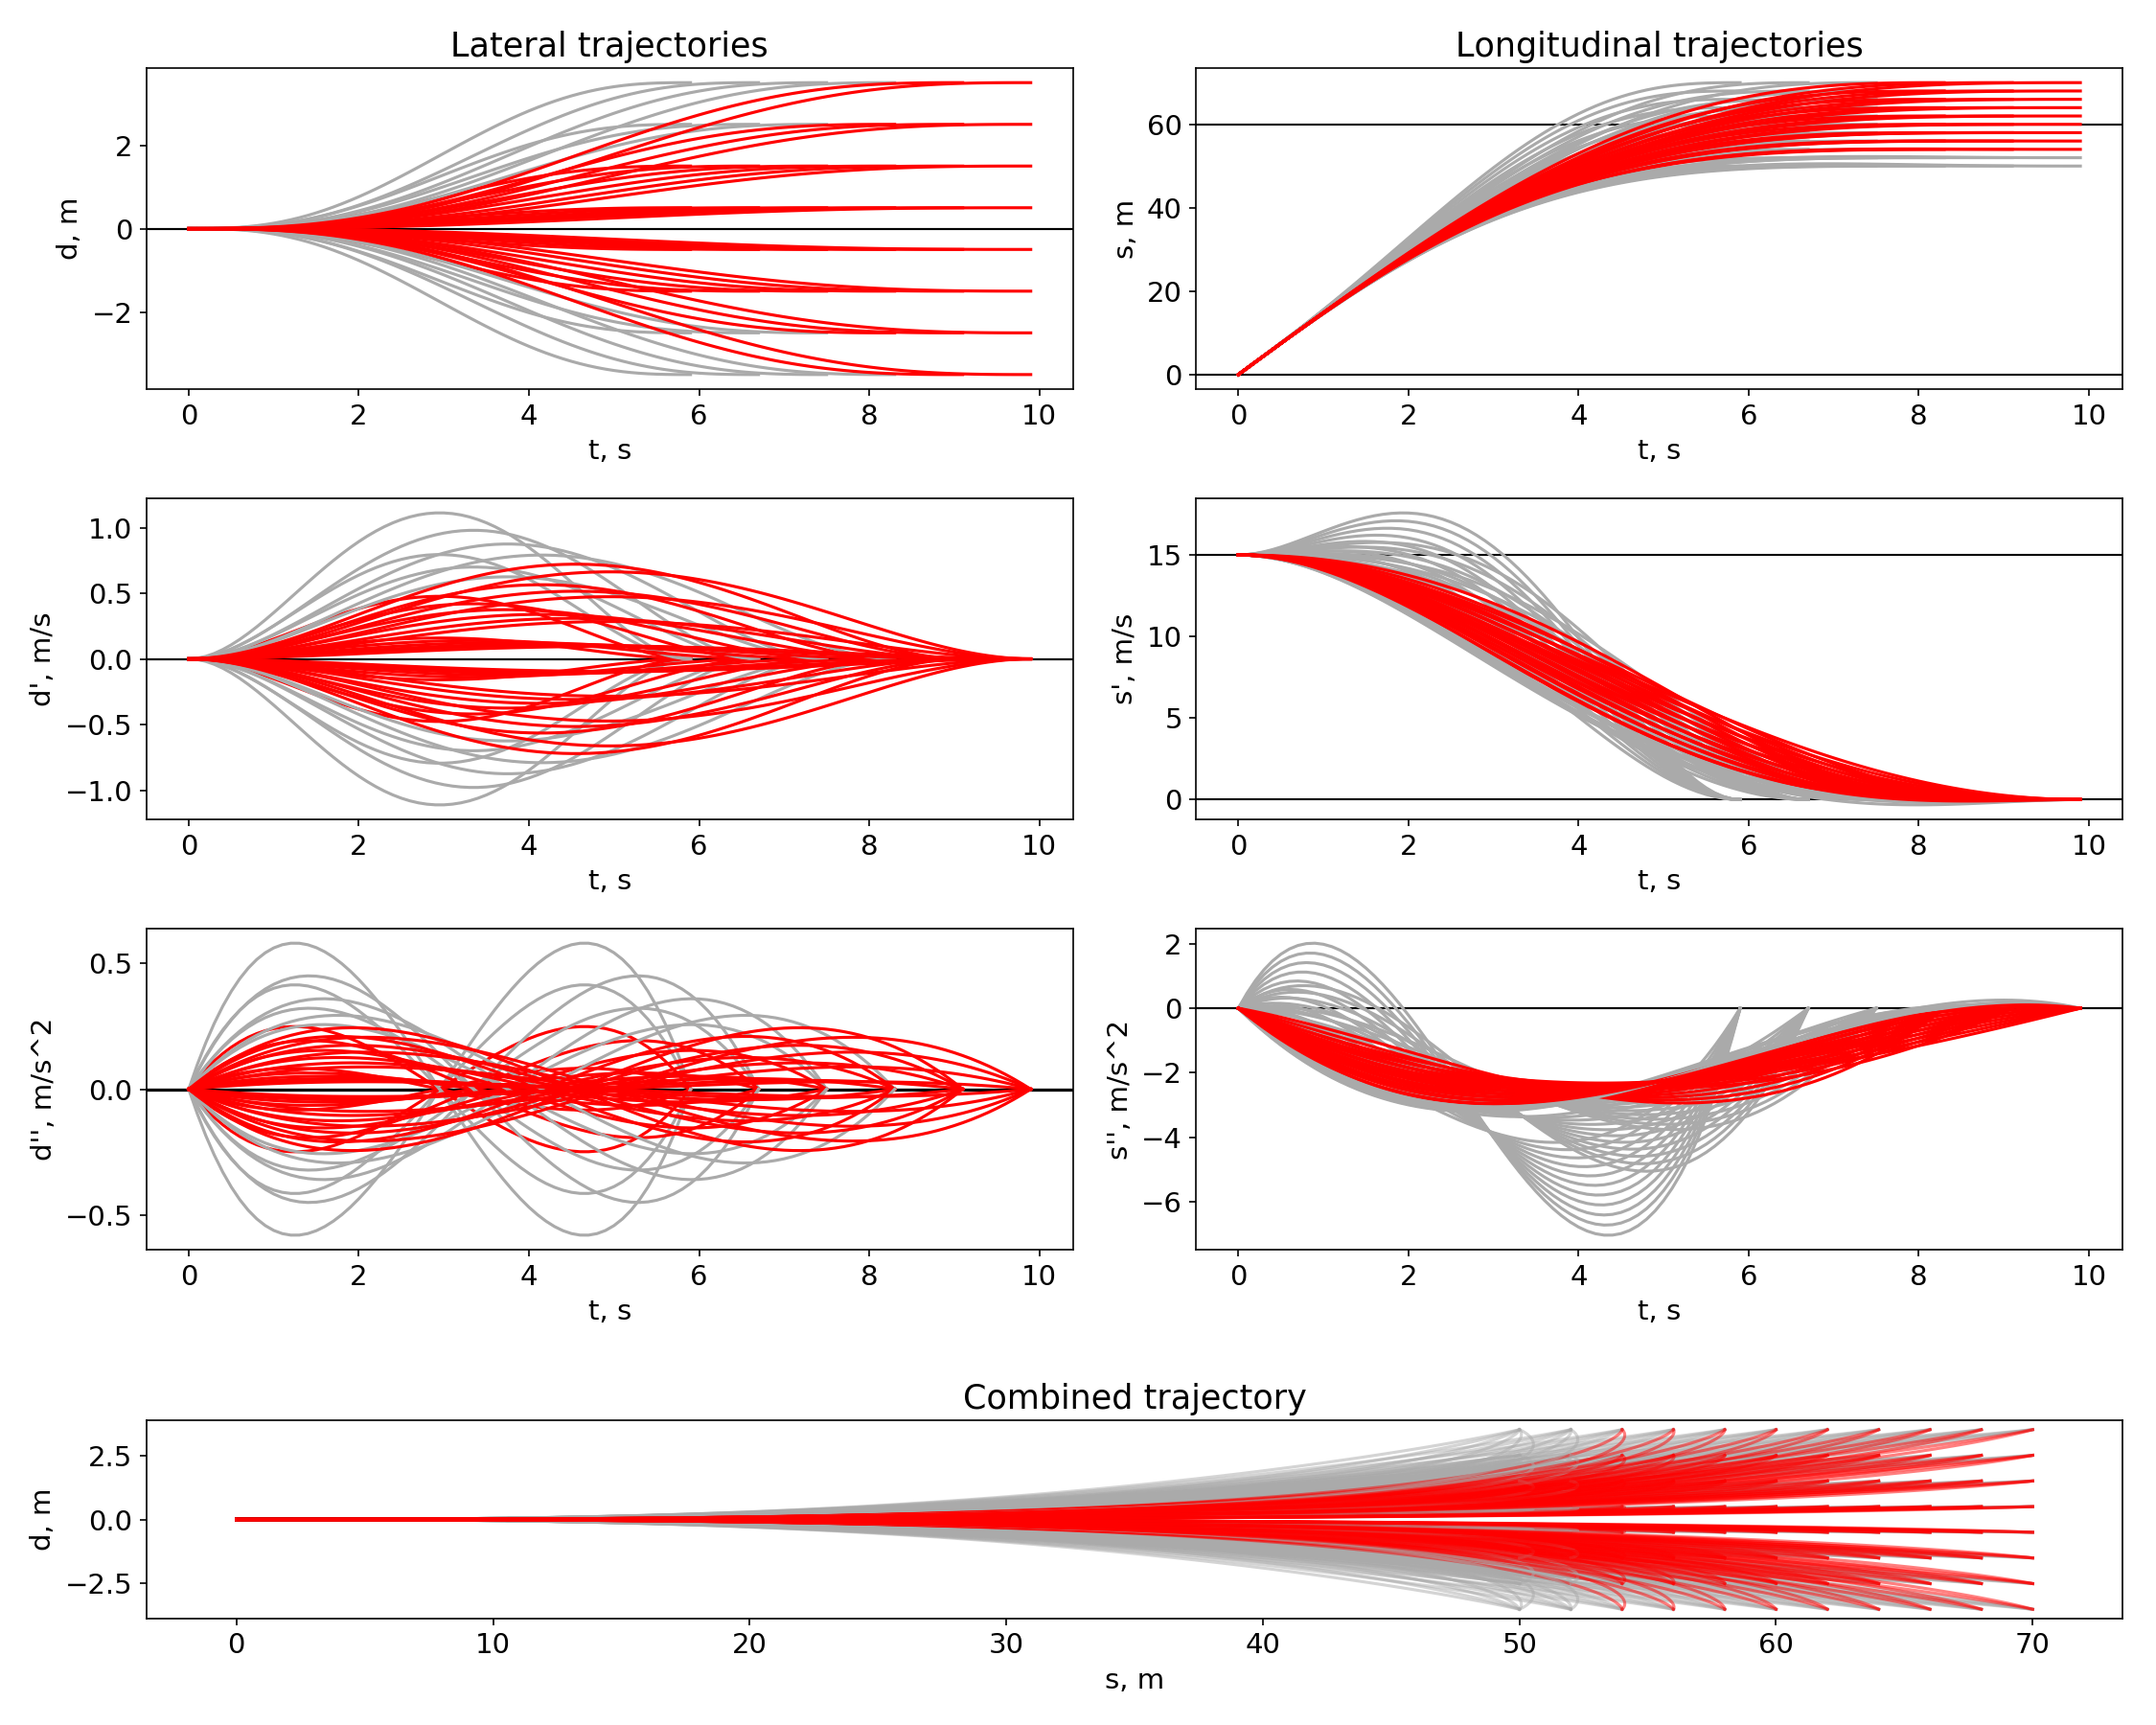 Lateral trajectories
2
0
−2
d, m
0 2 4 6 8 10
t, s
Longitudinal trajectories
60
40
20
0
s, m
0 2 4 6 8 10
t, s
1.0
0.5
0.0
−0.5
−1.0
d', m/s
0 2 4 6 8 10
t, s
15
10
5
0
s', m/s
0 2 4 6 8 10
t, s
0.5
0.0
−0.5
d'', m/s^2
0 2 4 6 8 10
t, s
2
0
−2
−4
−6
s'', m/s^2
0 2 4 6 8 10
t, s
Combined trajectory
2.5
0.0
−2.5
d, m
0 10 20 30 40 50 60 70
s, m